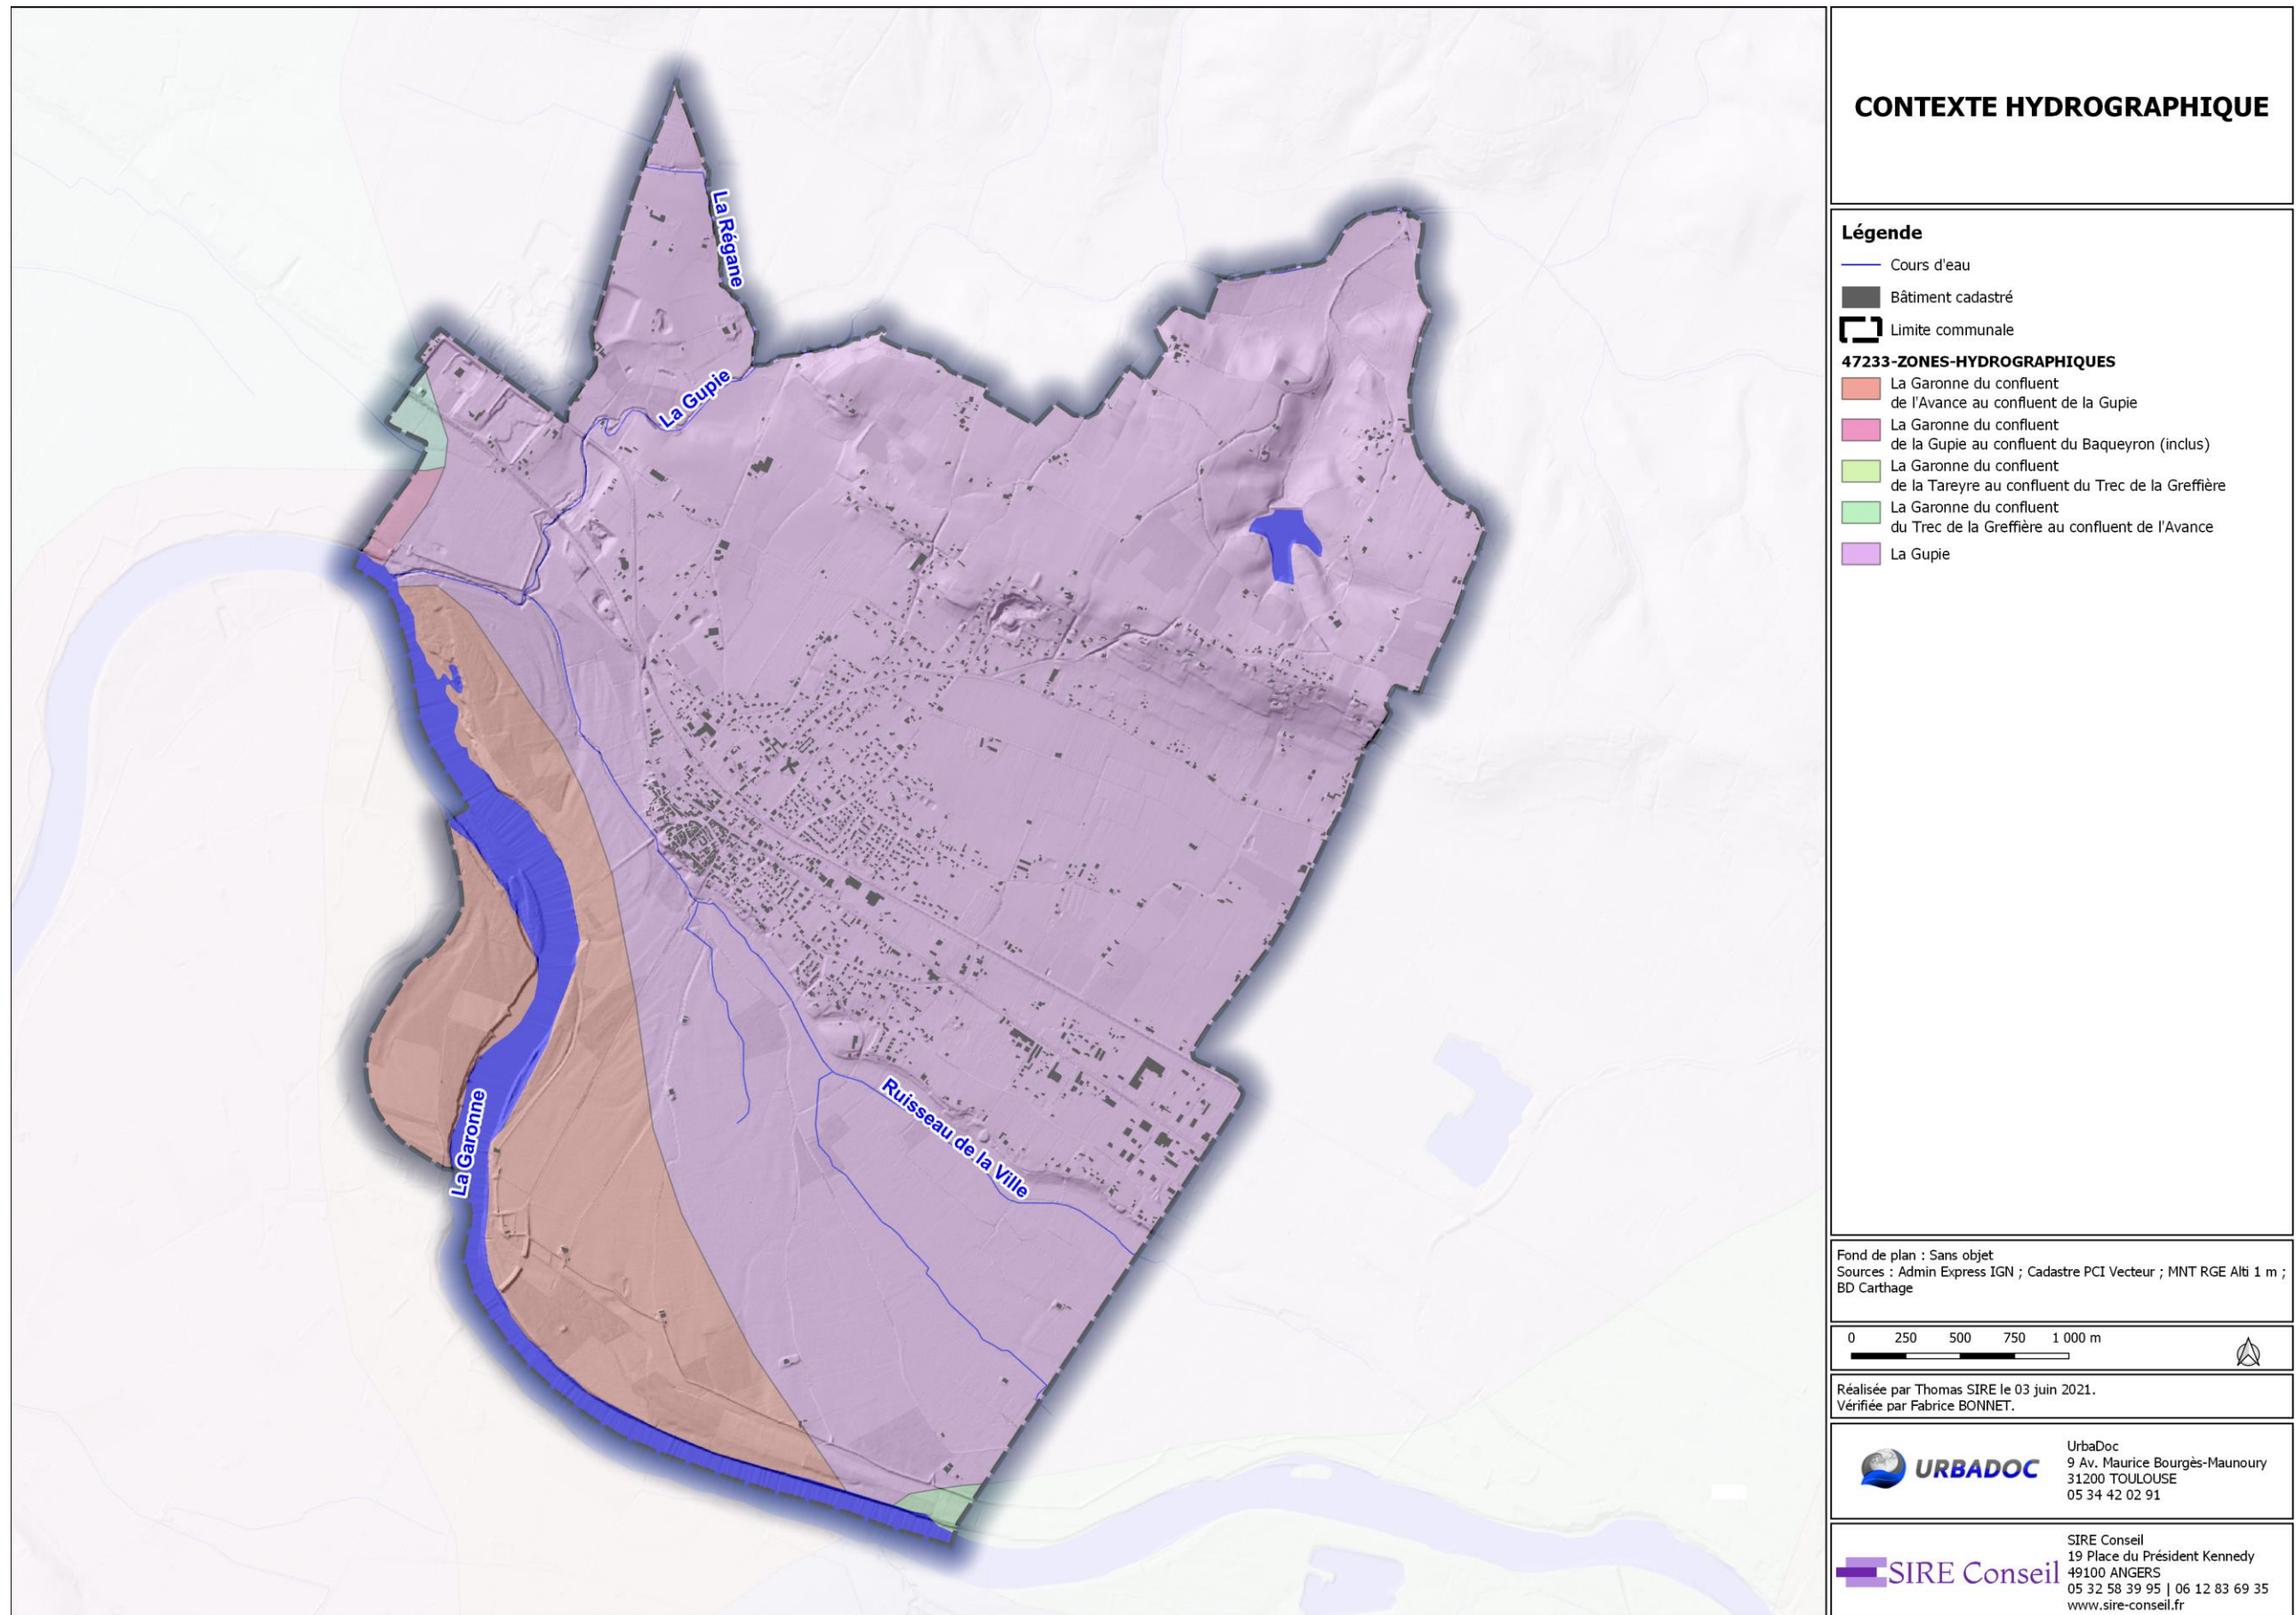 CONTEXTE HYDROGRAPHIQUE
La Régane
La Gupie
La Garonne
Ruisseau de la Ville
Légende
Cours d'eau
Bâtiment cadastré
Limite communale
47233-ZONES-HYDROGRAPHIQUES
La Garonne du confluent
de l'Avance au confluent de la Gupie
La Garonne du confluent
de la Gupie au confluent du Baqueyron (inclus)
La Garonne du confluent
de la Tareyre au confluent du Trec de la Greffière
La Garonne du confluent
du Trec de la Greffière au confluent de l'Avance
La Gupie
Fond de plan : Sans objet
Sources : Admin Express IGN ; Cadastre PCI Vecteur ; MNT RGE Alti 1 m ;
BD Carthage
0 250 500 750 1 000 m
Réalisée par Thomas SIRE le 03 juin 2021.
Vérifiée par Fabrice BONNET.
URBADOC
UrbaDoc
9 Av. Maurice Bourgès-Maunoury
31200 TOULOUSE
05 34 42 02 91
SIRE Conseil
SIRE Conseil
19 Place du Président Kennedy
49100 ANGERS
05 32 58 39 95 | 06 12 83 69 35
www.sire-conseil.fr